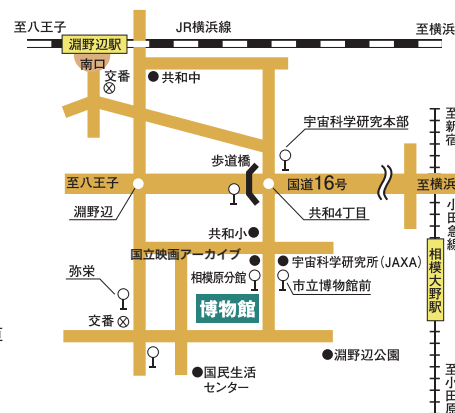 至八王子
JR横浜線
至横浜
淵野辺駅
南口
交番
共和中
至新宿
宇宙科学研究本部
歩道橋
至八王子
国道16号
至横浜
淵野辺
共和4丁目
小田急線
共和小
国立映画アーカイブ
宇宙科学研究所(JAXA)
相模原分館
弥栄
市立博物館前
相模大野駅
博物館
交番
淵野辺公園
国民生活
センター
至小田原